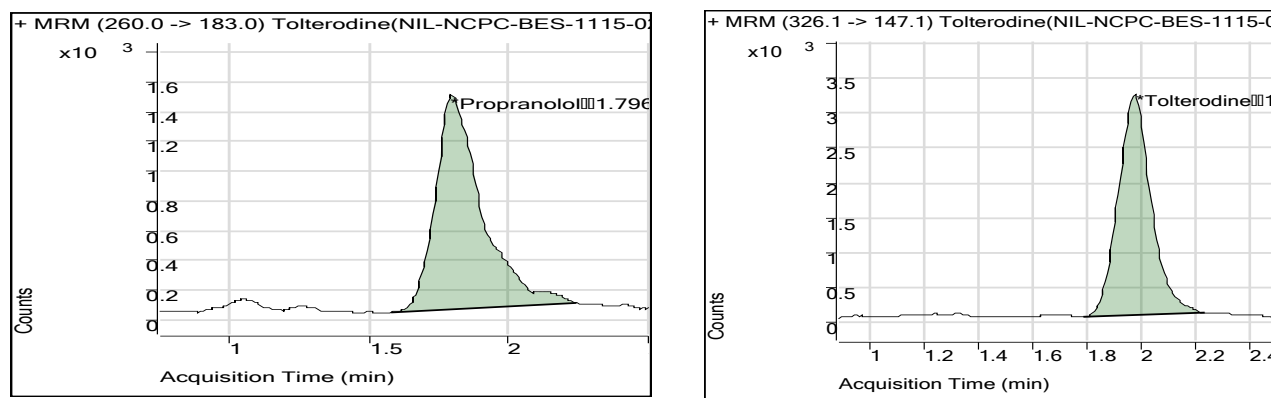 + MRM (260.0 -> 183.0) Tolterodine(NIL-NCPC-BES-1115-02
x10 3
1.6
1.4
1.2
1
0.8
0.6
0.4
0.2
0
*Propranolol 1.796
Counts
1 1.5 2
Acquisition Time (min)
+ MRM (326.1 -> 147.1) Tolterodine(NIL-NCPC-BES-1115-0
x10 3
3.5
3
2.5
2
1.5
1
0.5
0
*Tolterodine 1
Counts
1 1.2 1.4 1.6 1.8 2 2.2 2.4
Acquisition Time (min)